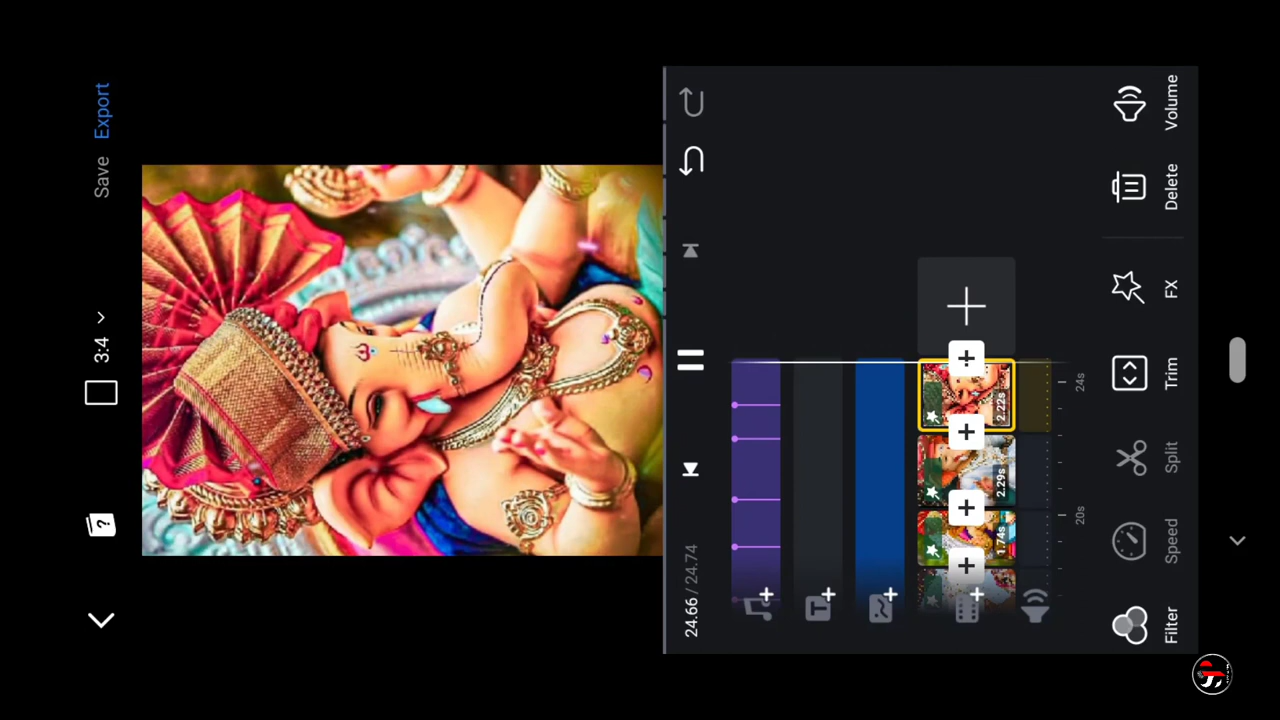 3:4
Save
Export
24.66 / 24.74
1.74s
2.29s
2.22s
20s
24s
Filter
Speed
Split
Trim
FX
Delete
Volume